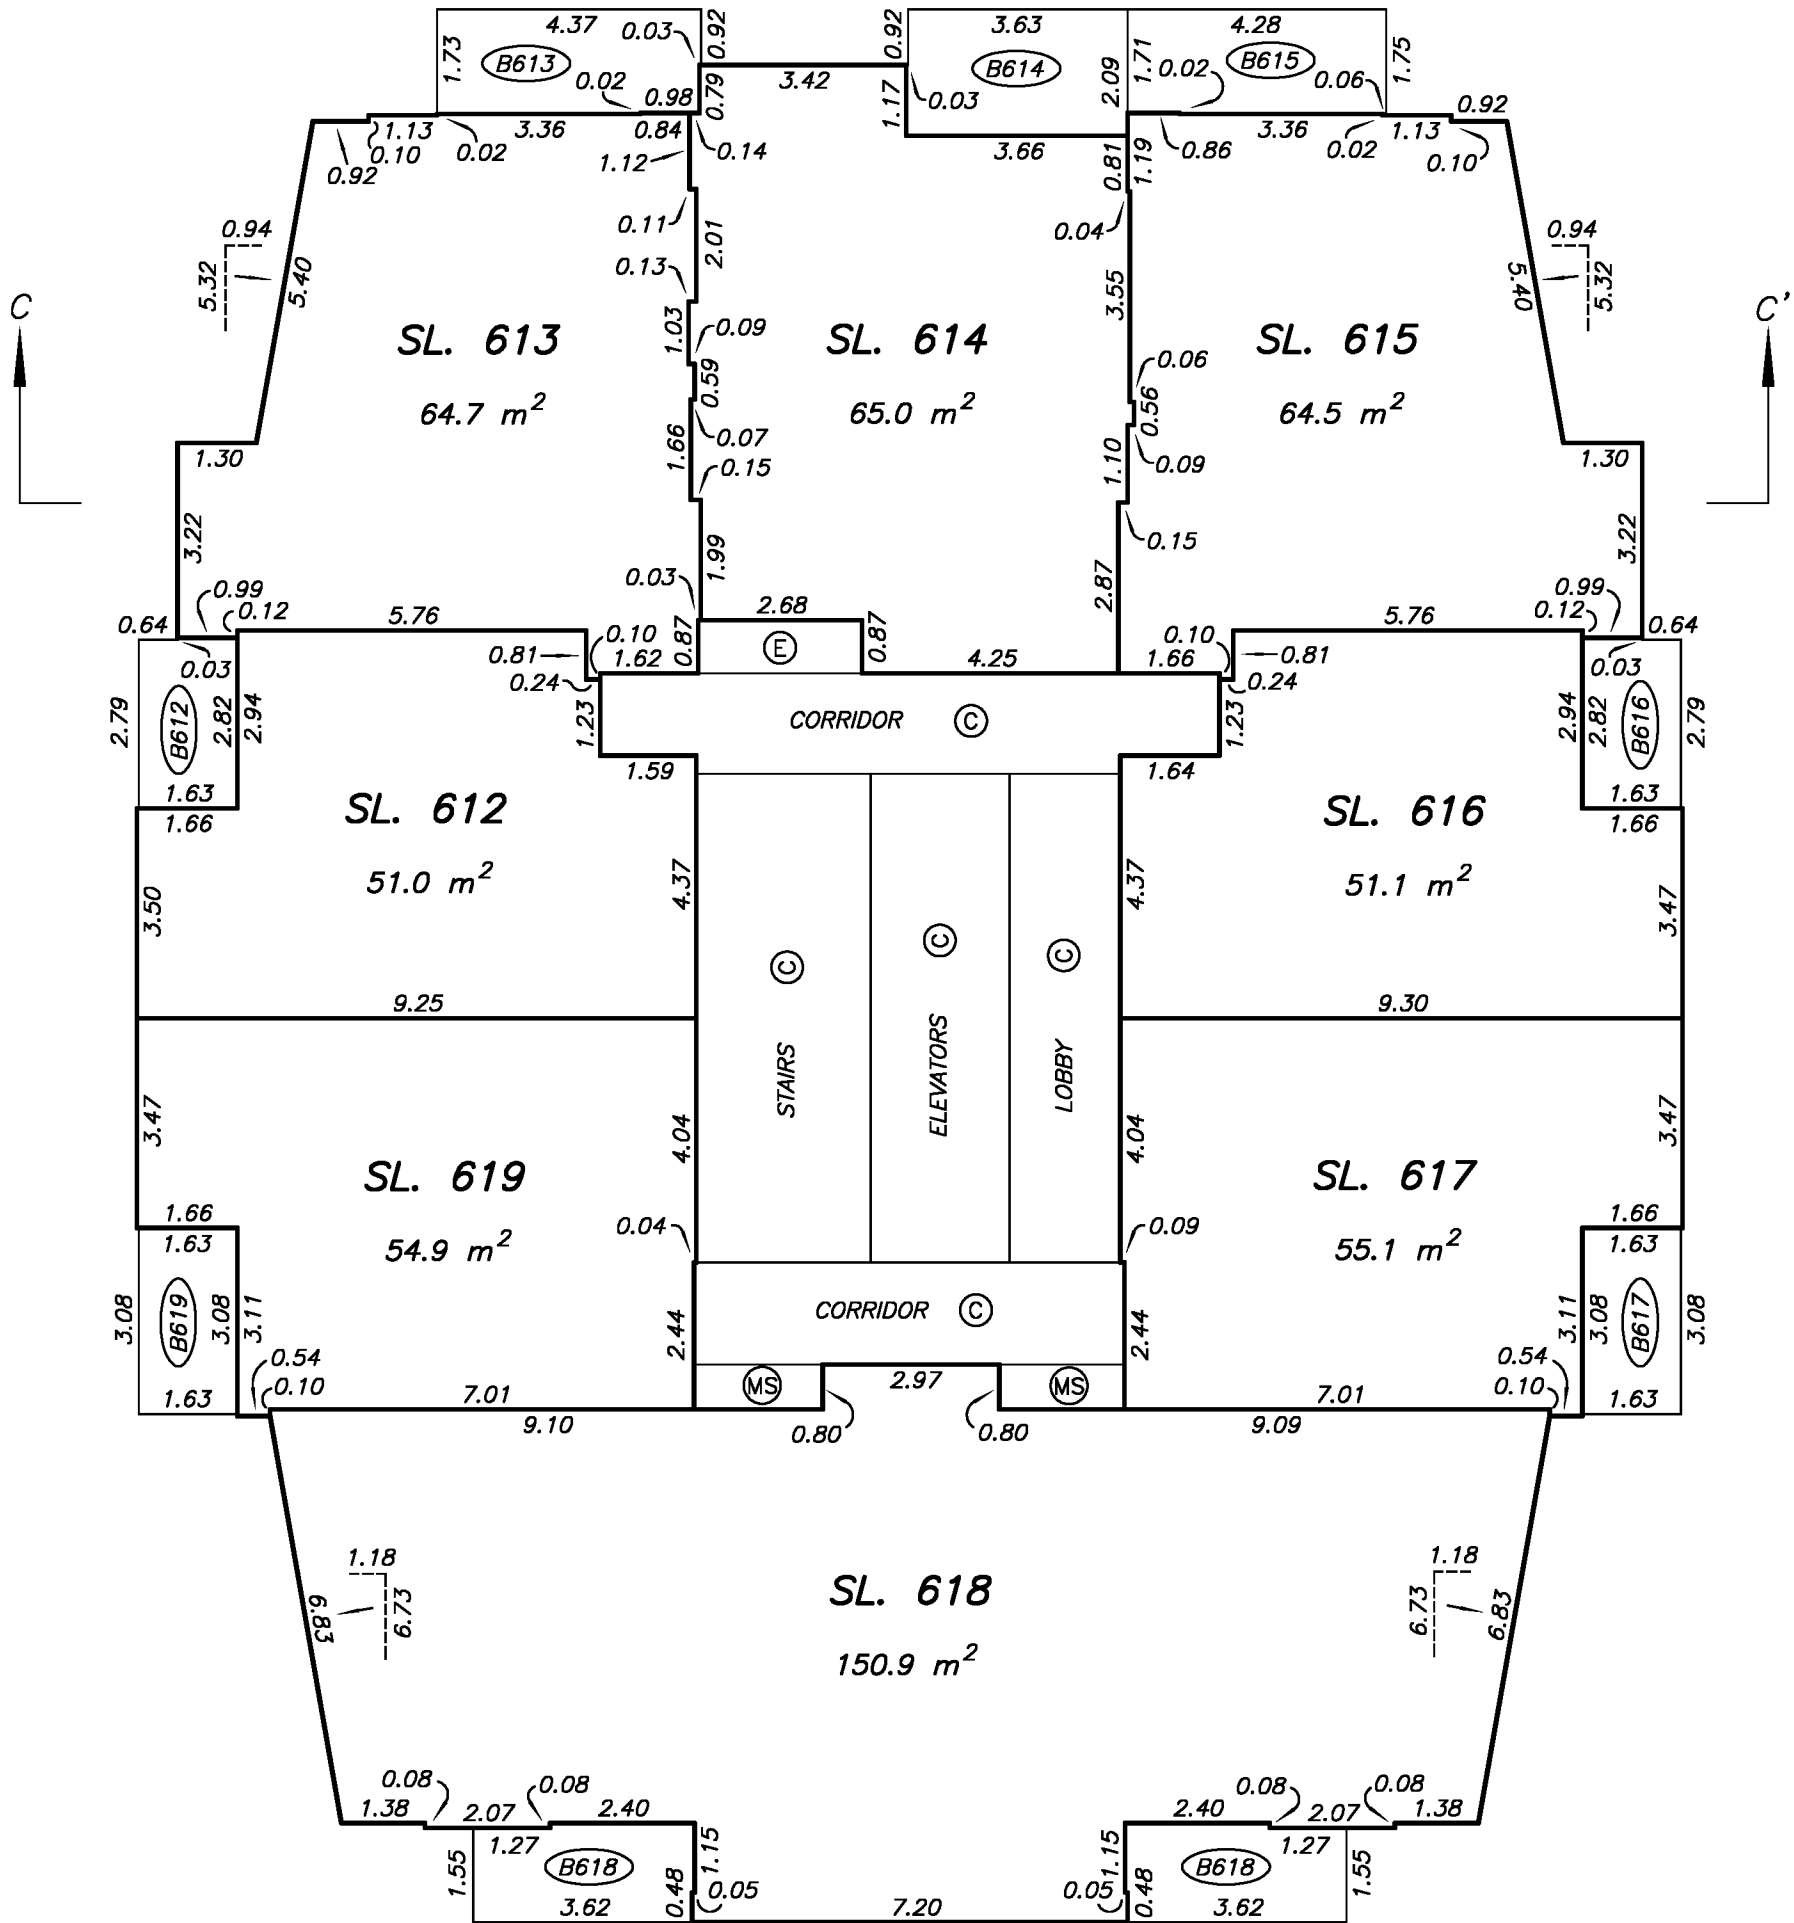 4.37 0.03 0.92 0.92 3.63 4.28
1.73 B613 B614 1.71 B615 1.75
0.02 0.98 0.79 3.42 1.17 0.03 2.09 0.02 0.06 0.92
1.13 3.36 0.84 0.86 3.36 1.13
0.10 0.02 1.12 0.14 3.66 0.81 1.19 0.02 0.10
0.92
0.94 0.11 2.01 0.04 0.94
5.32 5.40 0.13 3.55 5.40 5.32
C C'
1.03 0.09 0.06
SL. 613 SL. 614 SL. 615
0.59 0.56
64.7 m² 65.0 m² 64.5 m²
1.66 0.07 1.10 0.09
1.30 0.15 1.30
3.22 1.99 0.15 3.22
0.99 0.03 2.87 0.99
0.64 0.12 5.76 2.68 5.76 0.12 0.64
0.03 0.81 0.10 1.62 0.87 E 0.87 4.25 1.66 0.10 0.81 0.03
0.24 0.24
2.79 B612 2.82 2.94 1.23 CORRIDOR C 1.23 2.94 2.82 B616 2.79
1.63 1.59 1.64 1.63
1.66 SL. 612 SL. 616 1.66
3.50 51.0 m² 4.37 4.37 51.1 m² 3.47
C C C
9.25 9.30
STAIRS ELEVATORS LOBBY
3.47 4.04 4.04 3.47
SL. 619 SL. 617
1.66 0.04 0.09 1.66
1.63 54.9 m² 55.1 m² 1.63
3.08 B619 3.08 3.11 2.44 CORRIDOR C 2.44 3.11 3.08 B617 3.08
0.54 0.54
1.63 0.10 7.01 MS 2.97 MS 7.01 0.10 1.63
9.10 0.80 0.80 9.09
1.18 1.18
6.83 6.73 SL. 618 6.73 6.83
150.9 m²
0.08 0.08 0.08 0.08
1.38 2.07 2.40 2.40 2.07 1.38
1.55 1.27 1.15 1.15 1.27 1.55
B618 0.48 0.05 0.05 0.48 B618
3.62 7.20 3.62